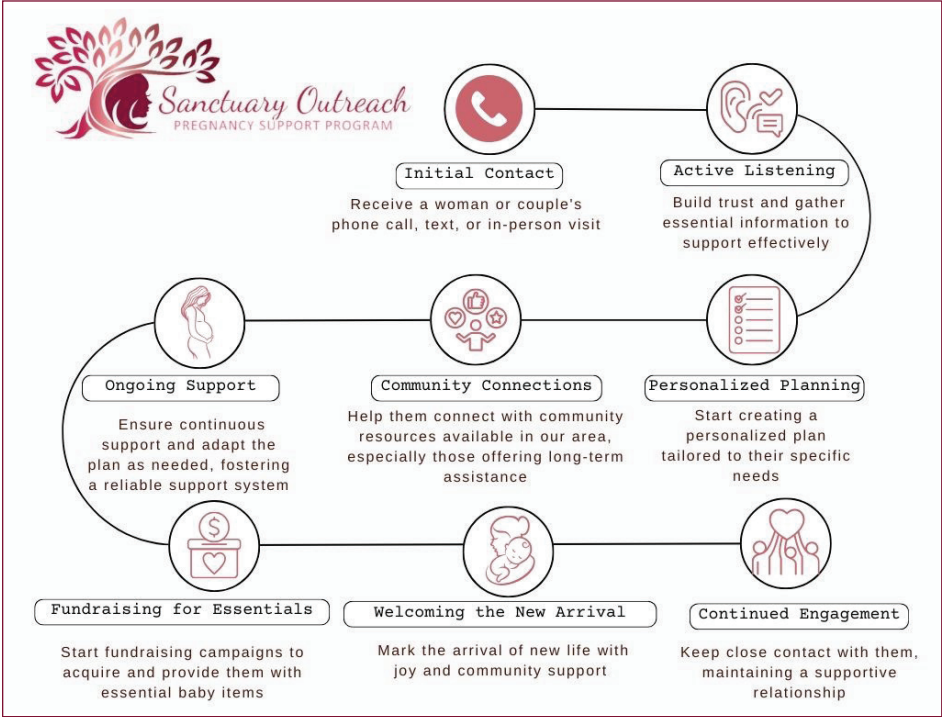 Sanctuary Outreach
PREGNANCY SUPPORT PROGRAM
Initial Contact
Receive a woman or couple's
phone call, text, or in-person visit
Active Listening
Build trust and gather
essential information to
support effectively
Personalized Planning
Start creating a
personalized plan
tailored to their specific
needs
Community Connections
Help them connect with community
resources available in our area,
especially those offering long-term
assistance
Ongoing Support
Ensure continuous
support and adapt the
plan as needed, fostering
a reliable support system
$
Fundraising for Essentials
Start fundraising campaigns to
acquire and provide them with
essential baby items
Welcoming the New Arrival
Mark the arrival of new life with
joy and community support
Continued Engagement
Keep close contact with them,
maintaining a supportive
relationship